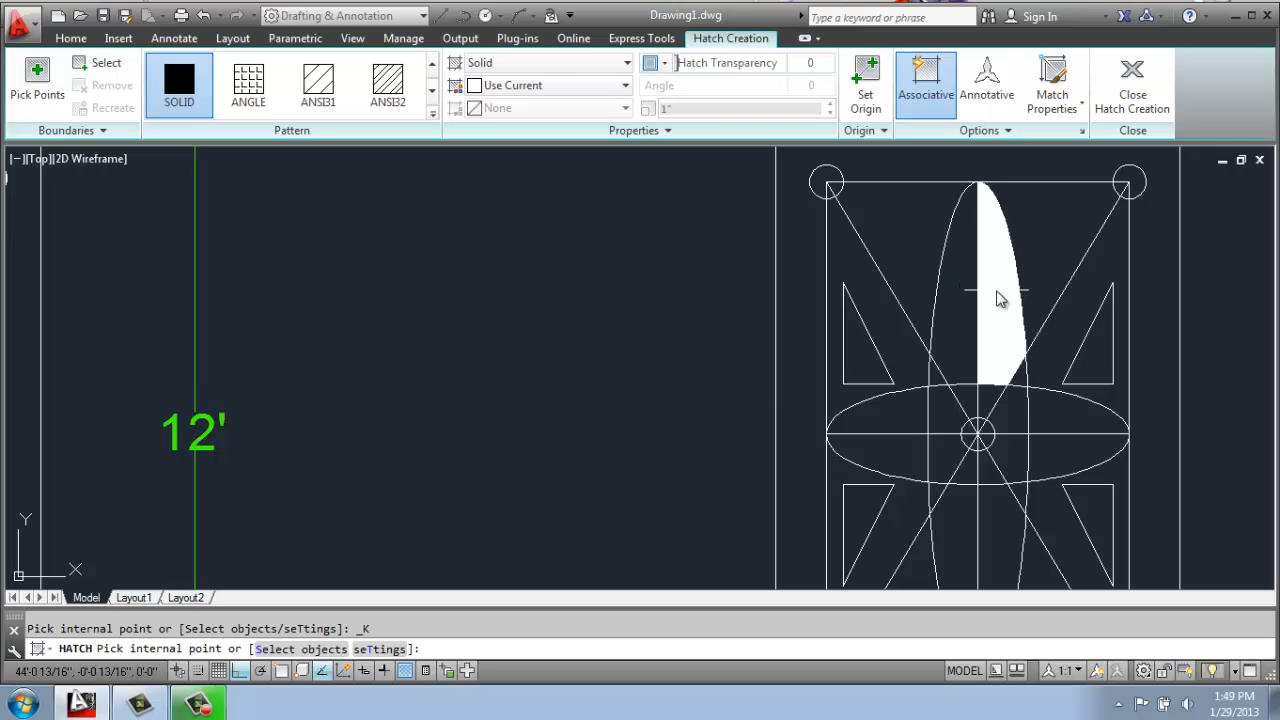 Drafting & Annotation
Drawing1.dwg
Type a keyword or phrase
Sign In
Home Insert Annotate Layout Parametric View Manage Output Plug-ins Online Express Tools Hatch Creation
Pick Points
Select
Remove
Recreate
Boundaries
SOLID
ANGLE
ANSI1
ANSI32
Pattern
Solid
Use Current
None
Hatch Transparency 0
Angle 0
1"
Properties
Set
Origin
Origin
Associative
Annotative
Match
Properties
Options
Close
Hatch Creation
Close
[−][Top][2D Wireframe]
12'
Y
X
Model Layout1 Layout2
Pick internal point or [Select objects/seTtings]: _K
HATCH Pick internal point or [Select objects seTtings]:
44'-0 13/16", -0'-0 13/16", 0'-0"
MODEL
1:1
1:49 PM
1/29/2013